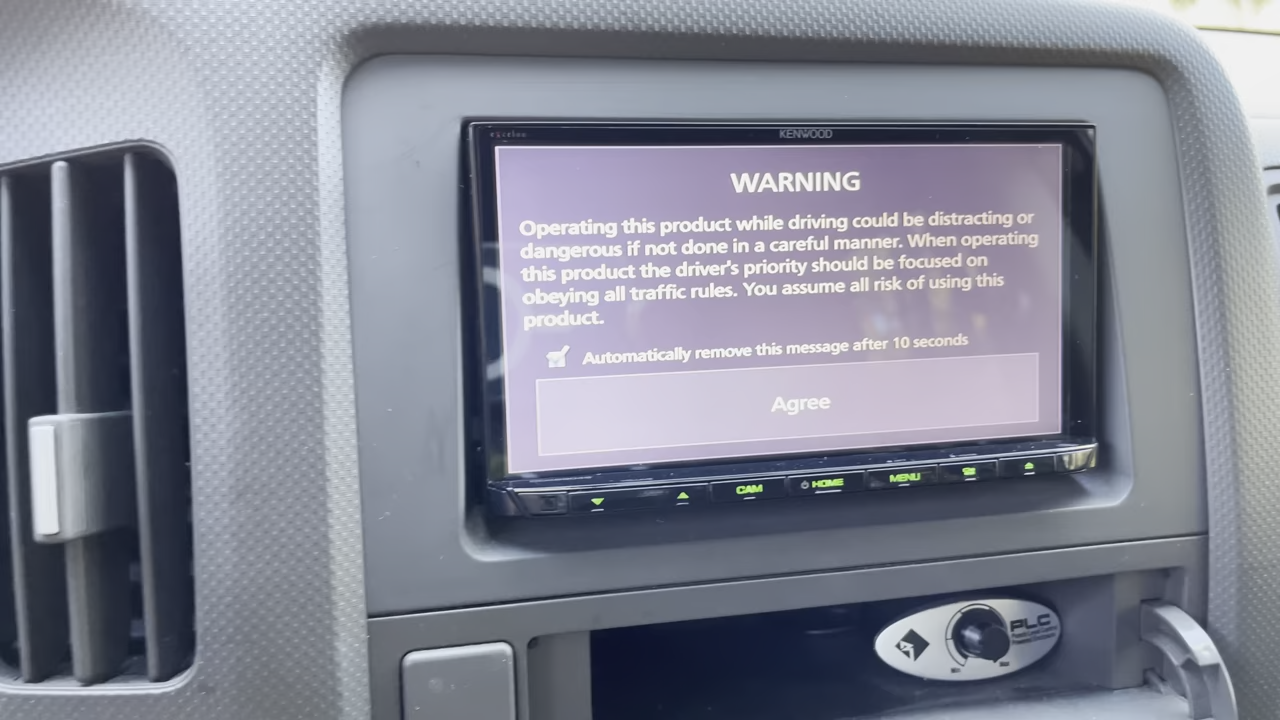 excelon
KENWOOD
WARNING
Operating this product while driving could be distracting or
dangerous if not done in a careful manner. When operating
this product the driver's priority should be focused on
obeying all traffic rules. You assume all risk of using this
product.
Automatically remove this message after 10 seconds
Agree
CAM
HOME
MENU
PLC